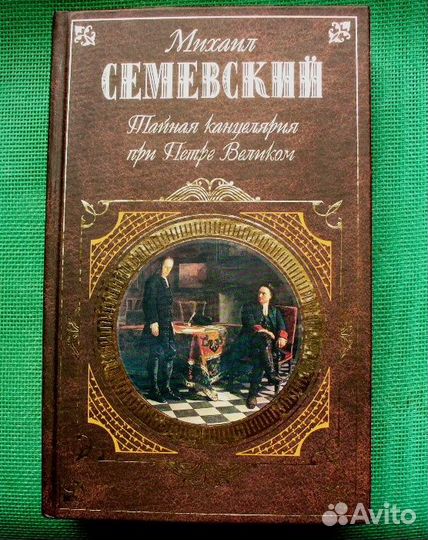 Михаил
СЕМЕВСКИЙ
Тайная канцелярия
при Петре Великом
Avito